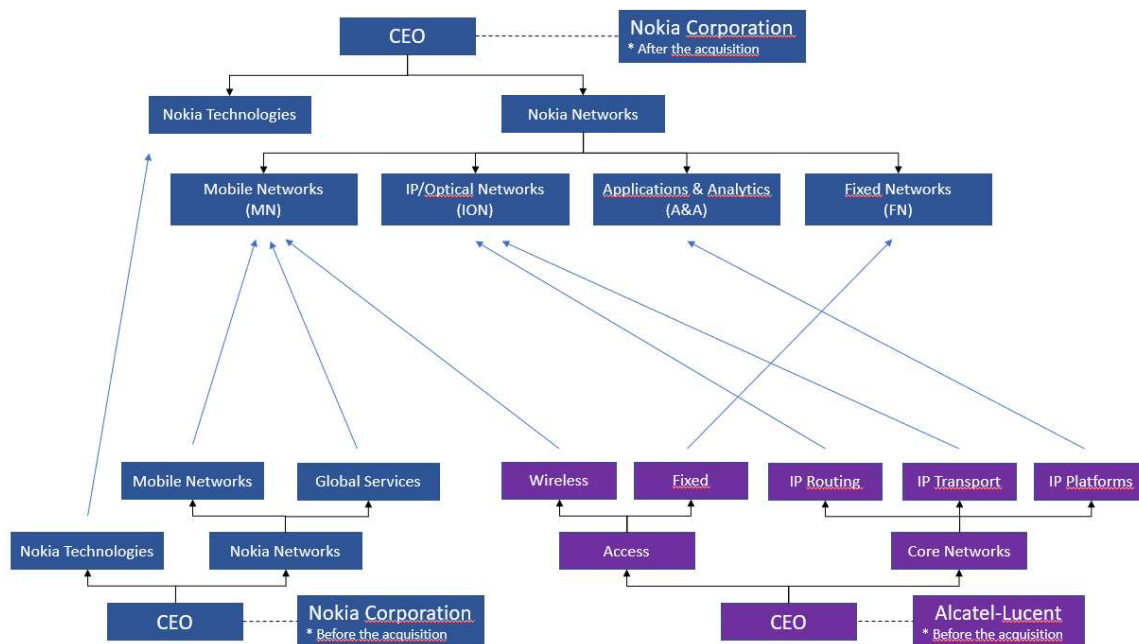 CEO
Nokia Corporation
* After the acquisition
Nokia Technologies
Nokia Networks
Mobile Networks
(MN)
IP/Optical Networks
(ION)
Applications & Analytics
(A&A)
Fixed Networks
(FN)
Mobile Networks
Global Services
Wireless
Fixed
IP Routing
IP Transport
IP Platforms
Nokia Technologies
Nokia Networks
Access
Core Networks
CEO
Nokia Corporation
* Before the acquisition
CEO
Alcatel-Lucent
* Before the acquisition